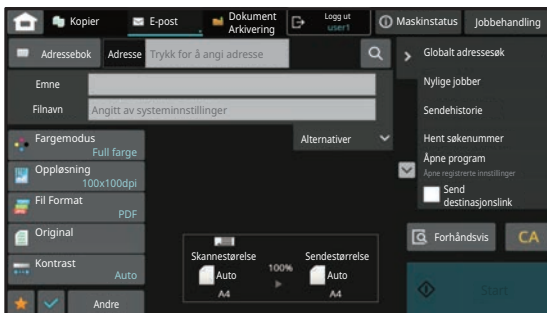 Kopier
E-post
Dokument
Arkivering
Logg ut
user1
Maskinstatus
Jobbehandling
Adressebok
Adresse
Trykk for å angi adresse
Emne
Filnavn
Angitt av systeminnstillinger
Alternativer
Fargemodus
Full farge
Oppløsning
100x100dpi
Fil Format
PDF
Original
Kontrast
Auto
Andre
Skannestørelse
Auto
A4
100%
Sendestørrelse
Auto
A4
Globalt adressesøk
Nylige jobber
Sendehistorie
Hent søkenummer
Åpne program
Åpne registrerte innstillinger
Send
destinasjonslink
Forhåndsvis
CA
Start